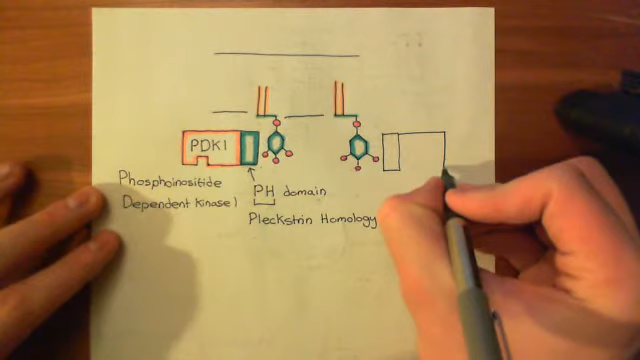 PDK1
Phosphoinositide
Dependent Kinase 1
PH domain
Pleckstrin Homology